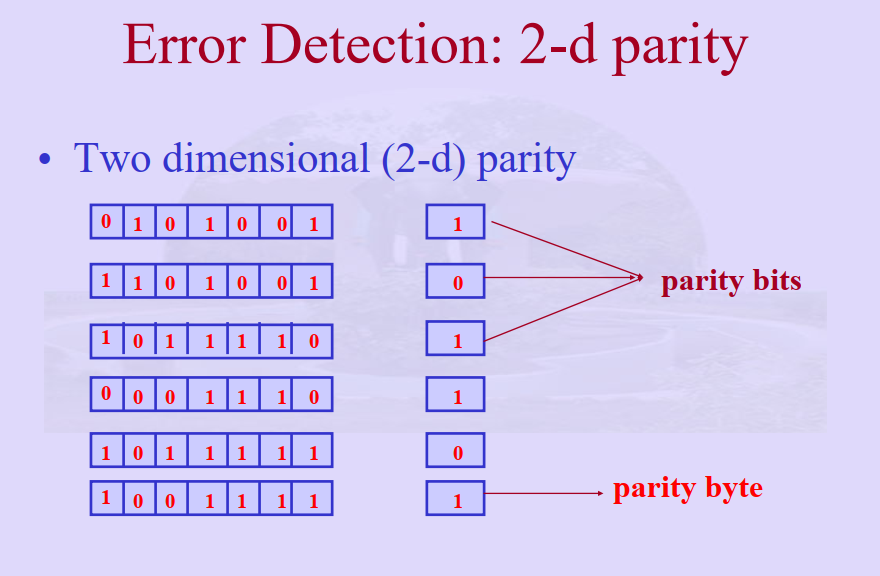 Error Detection: 2-d parity
• Two dimensional (2-d) parity
0 1 0 1 0 0 1 1
1 1 0 1 0 0 1 0 parity bits
1 0 1 1 1 1 0 1
0 0 0 1 1 1 0 1
1 0 1 1 1 1 1 0
1 0 0 1 1 1 1 1 parity byte